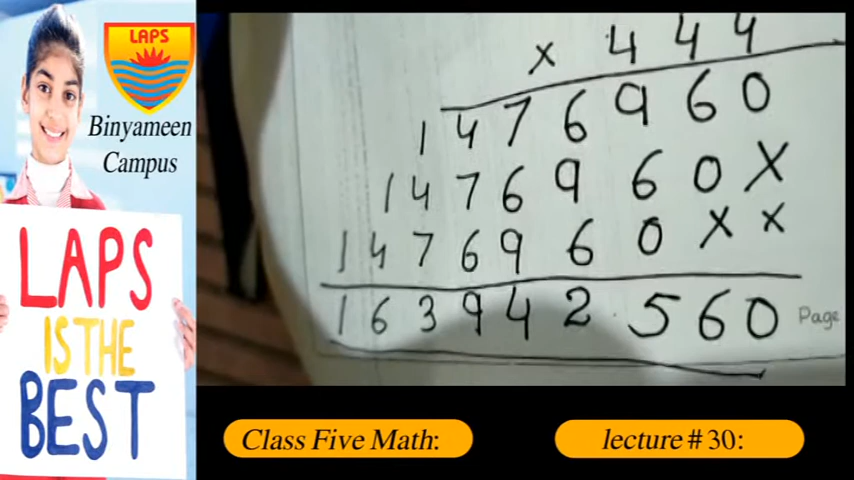 LAPS
Binyameen
Campus
LAPS
IS THE
BEST
× 4 4 4
1 4 7 6 9 6 0
1 4 7 6 9 6 0 ×
1 4 7 6 9 6 0 × ×
1 6 3 9 4 2 5 6 0
Page
Class Five Math:
lecture # 30: